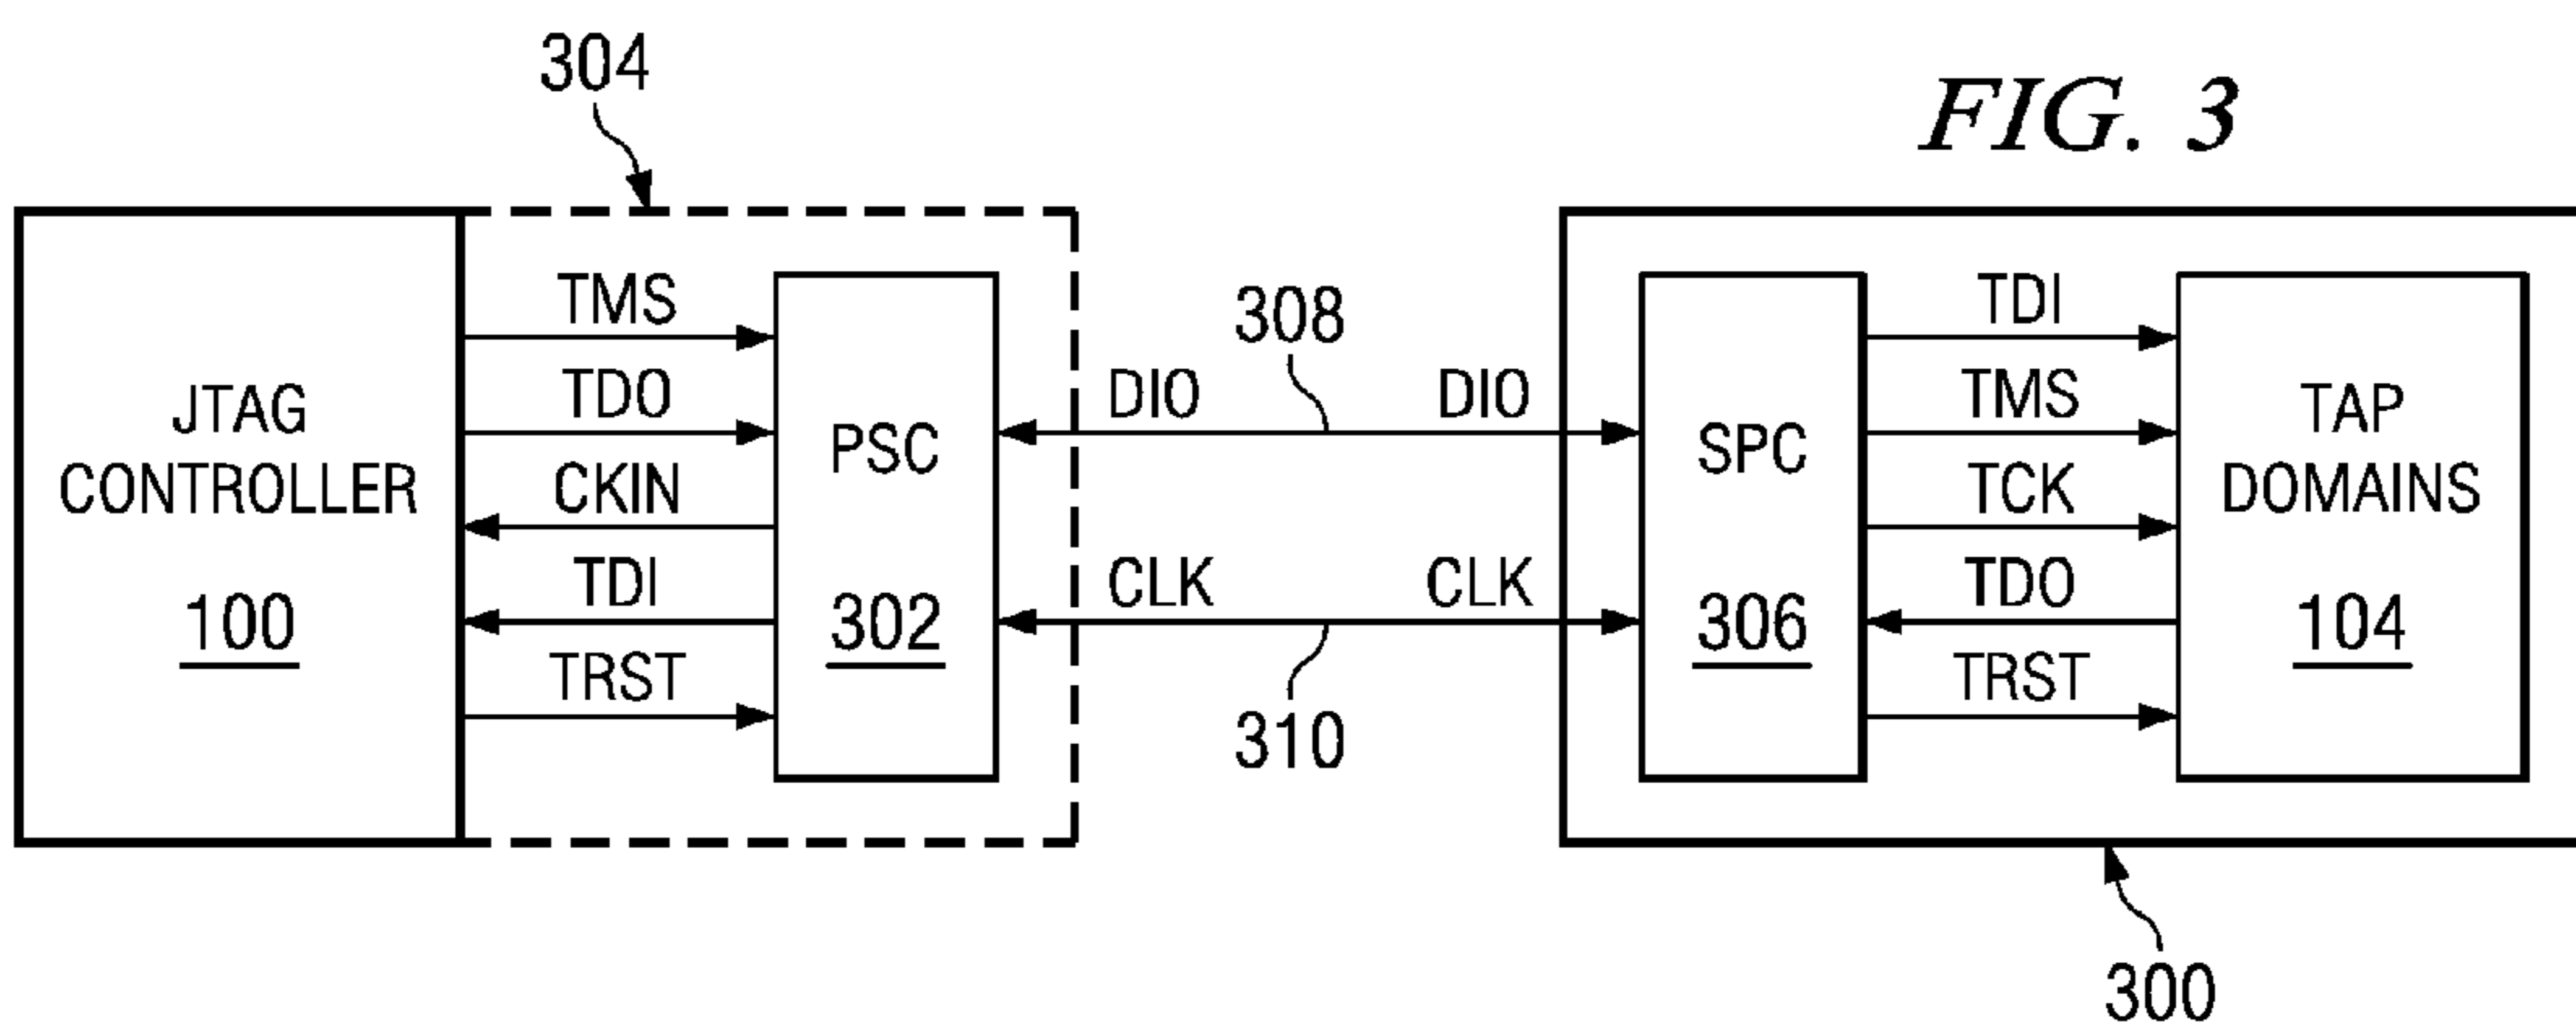 304
FIG. 3
JTAG
CONTROLLER
100
TMS
TDO
CKIN
TDI
TRST
PSC
302
DIO
308
DIO
CLK
CLK
310
SPC
306
TDI
TMS
TCK
TDO
TRST
TAP
DOMAINS
104
300